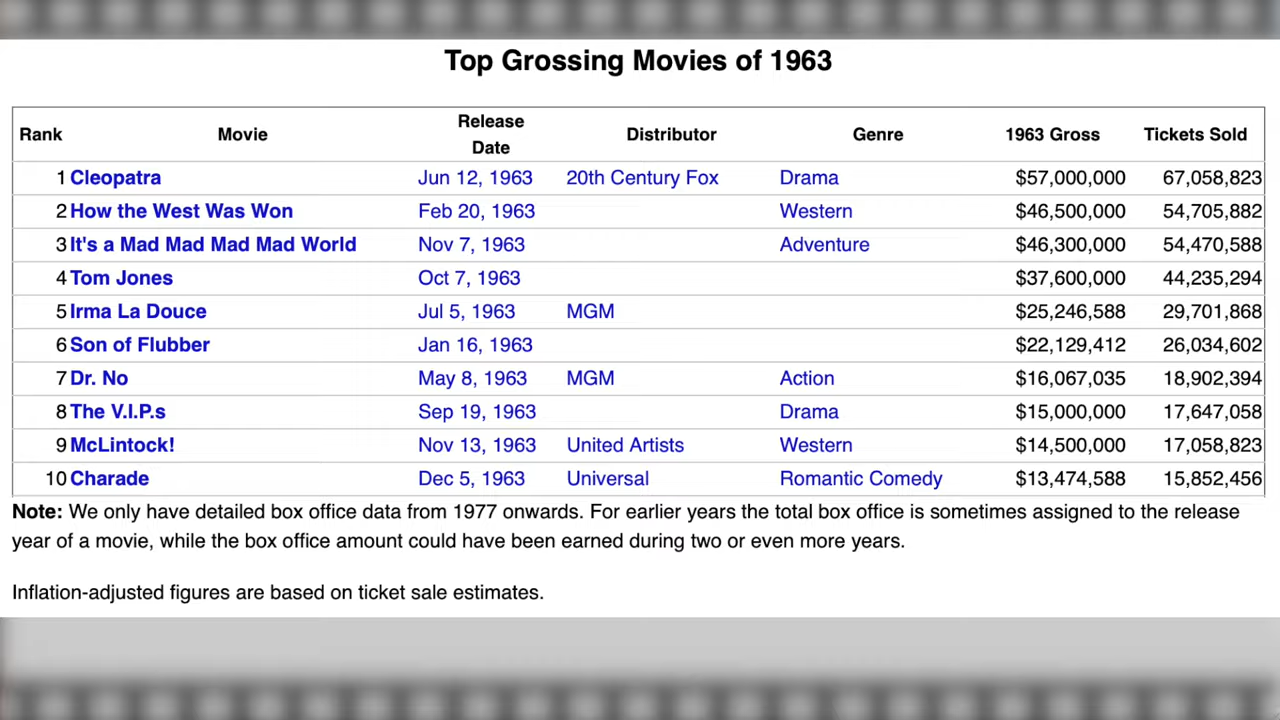 Top Grossing Movies of 1963
Rank Movie Release Date Distributor Genre 1963 Gross Tickets Sold
1 Cleopatra Jun 12, 1963 20th Century Fox Drama $57,000,000 67,058,823
2 How the West Was Won Feb 20, 1963 Western $46,500,000 54,705,882
3 It's a Mad Mad Mad Mad World Nov 7, 1963 Adventure $46,300,000 54,470,588
4 Tom Jones Oct 7, 1963 $37,600,000 44,235,294
5 Irma La Douce Jul 5, 1963 MGM $25,246,588 29,701,868
6 Son of Flubber Jan 16, 1963 $22,129,412 26,034,602
7 Dr. No May 8, 1963 MGM Action $16,067,035 18,902,394
8 The V.I.P.s Sep 19, 1963 Drama $15,000,000 17,647,058
9 McLintock! Nov 13, 1963 United Artists Western $14,500,000 17,058,823
10 Charade Dec 5, 1963 Universal Romantic Comedy $13,474,588 15,852,456
Note: We only have detailed box office data from 1977 onwards. For earlier years the total box office is sometimes assigned to the release
year of a movie, while the box office amount could have been earned during two or even more years.
Inflation-adjusted figures are based on ticket sale estimates.